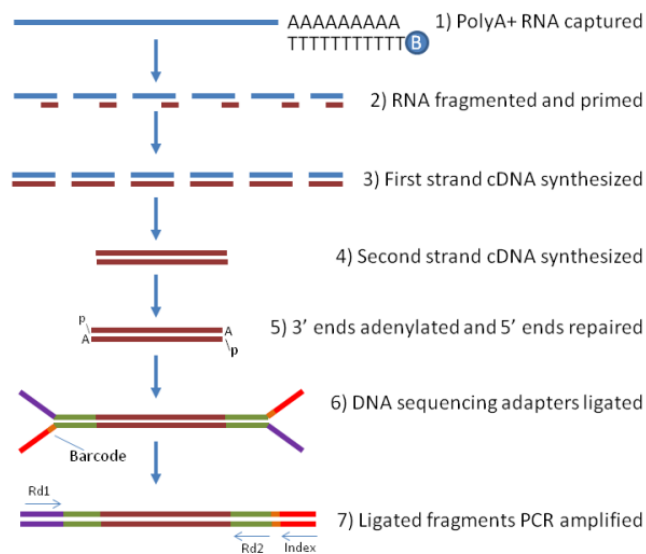 AAAAAAAAA
TTTTTTTTTTT B
1) PolyA+ RNA captured
2) RNA fragmented and primed
3) First strand cDNA synthesized
4) Second strand cDNA synthesized
p
A
A
p
5) 3’ ends adenylated and 5’ ends repaired
6) DNA sequencing adapters ligated
Barcode
Rd1
7) Ligated fragments PCR amplified
Rd2
Index